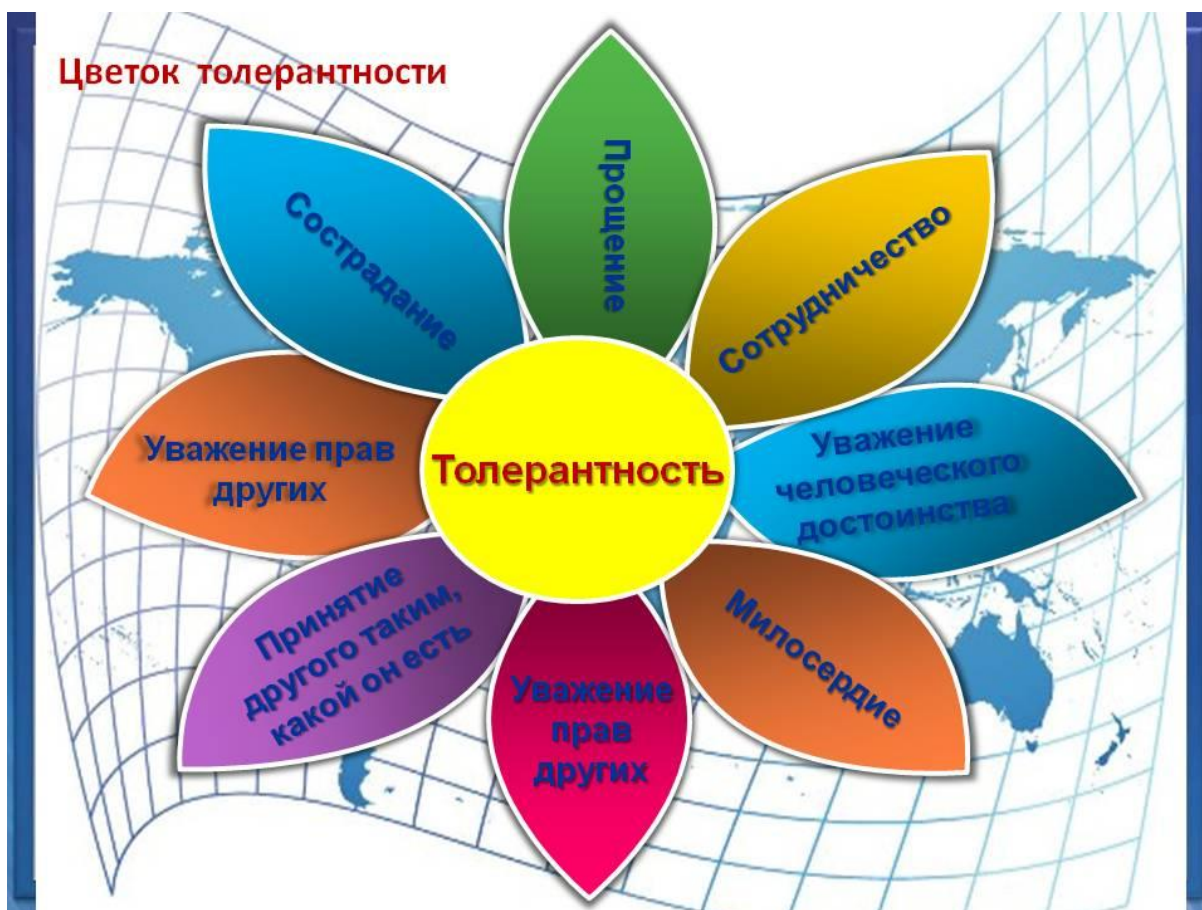 Цветок толерантности
Прощение
Сотрудничество
Уважение
человеческого
достоинства
Милосердие
Уважение
прав
других
Принятие
другого таким,
какой он есть
Уважение прав
других
Сострадание
Толерантность